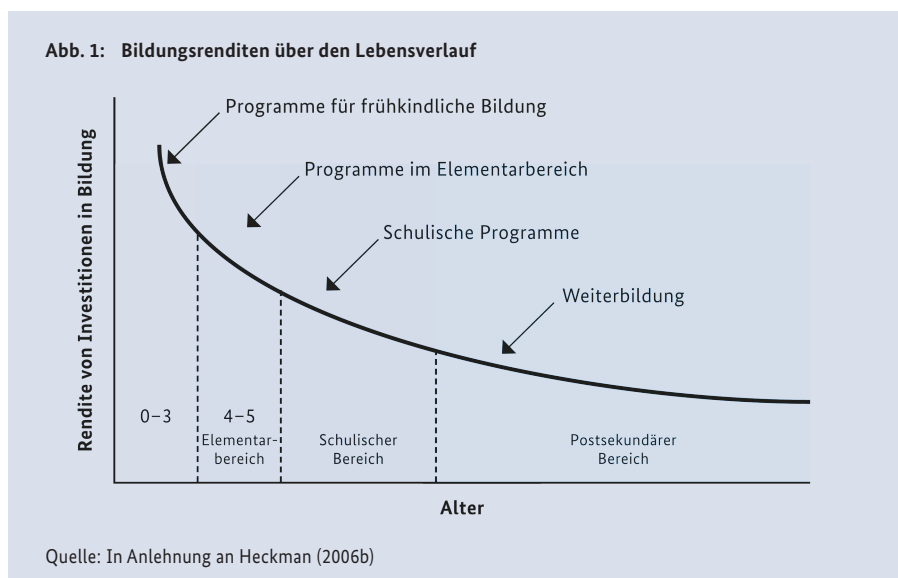 Abb. 1: Bildungsrenditen über den Lebensverlauf
Programme für frühkindliche Bildung
Programme im Elementarbereich
Schulische Programme
Weiterbildung
Rendite von Investitionen in Bildung
0–3
4–5
Elementar-
bereich
Schulischer
Bereich
Postsekundärer
Bereich
Alter
Quelle: In Anlehnung an Heckman (2006b)